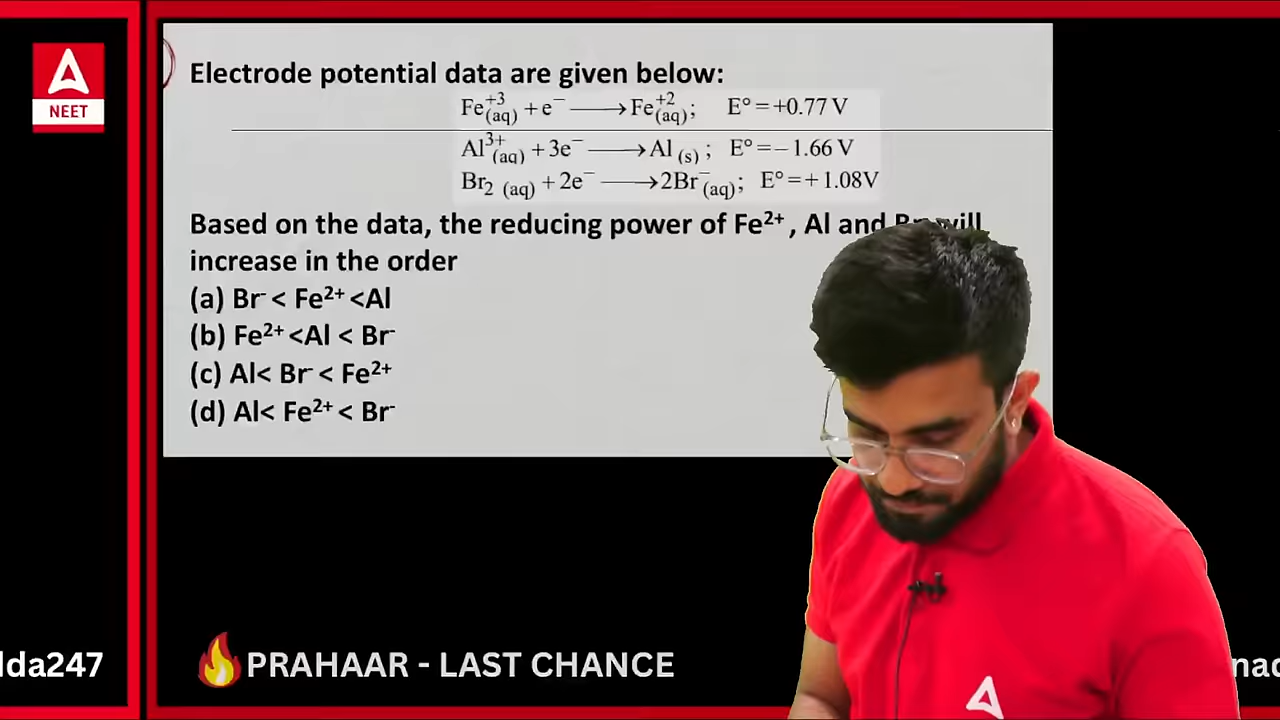 NEET
Electrode potential data are given below:
Fe⁺³(aq) + e⁻ ⟶ Fe⁺²(aq); E° = +0.77 V
Al³⁺(aq) + 3e⁻ ⟶ Al (s) ; E° = – 1.66 V
Br₂ (aq) + 2e⁻ ⟶ 2Br⁻(aq); E° = + 1.08V
Based on the data, the reducing power of Fe²⁺ , Al and
increase in the order
(a) Br⁻ < Fe²⁺ <Al
(b) Fe²⁺ <Al < Br⁻
(c) Al< Br⁻ < Fe²⁺
(d) Al< Fe²⁺ < Br⁻
dda247
PRAHAAR - LAST CHANCE